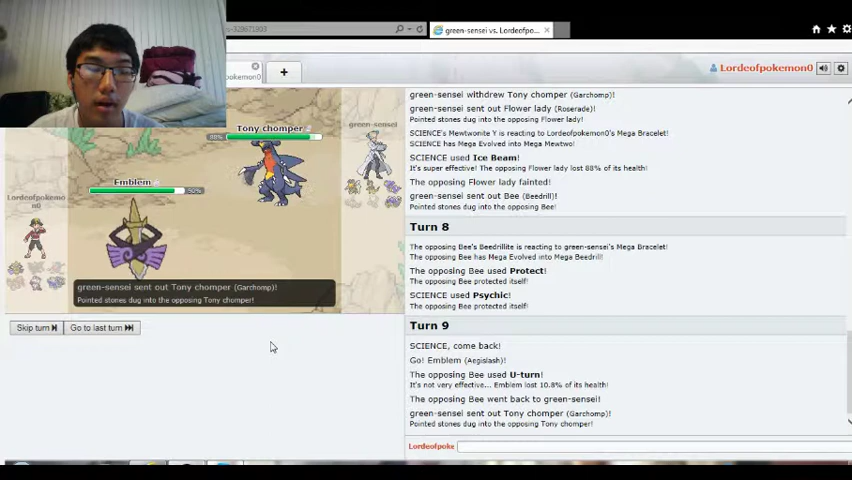 green-sensei vs. Lordeofpo...
-329671903
pokemon0
Lordeofpokemon0
green-sensei withdrew Tony chomper (Garchomp)!
green-sensei sent out Flower lady (Roserade)!
Pointed stones dug into the opposing Flower lady!
SCIENCE's Mewtwonite Y is reacting to Lordeofpokemon0's Mega Bracelet!
SCIENCE has Mega Evolved into Mega Mewtwo!
SCIENCE used Ice Beam!
It's super effective! The opposing Flower lady lost 88% of its health!
The opposing Flower lady fainted!
green-sensei sent out Bee (Beedrill)!
Pointed stones dug into the opposing Bee!
Turn 8
The opposing Bee's Beedrillite is reacting to green-sensei's Mega Bracelet!
The opposing Bee has Mega Evolved into Mega Beedrill!
The opposing Bee used Protect!
The opposing Bee protected itself!
SCIENCE used Psychic!
The opposing Bee protected itself!
Turn 9
SCIENCE, come back!
Go! Emblem (Aegislash)!
The opposing Bee used U-turn!
It's not very effective... Emblem lost 10.8% of its health!
The opposing Bee went back to green-sensei!
green-sensei sent out Tony chomper (Garchomp)!
Pointed stones dug into the opposing Tony chomper!
Lordeofpoke
Tony chomper
88%
green-sensei
Emblem
90%
Lordeofpokemo
n0
green-sensei sent out Tony chomper (Garchomp)!
Pointed stones dug into the opposing Tony chomper!
Skip turn
Go to last turn